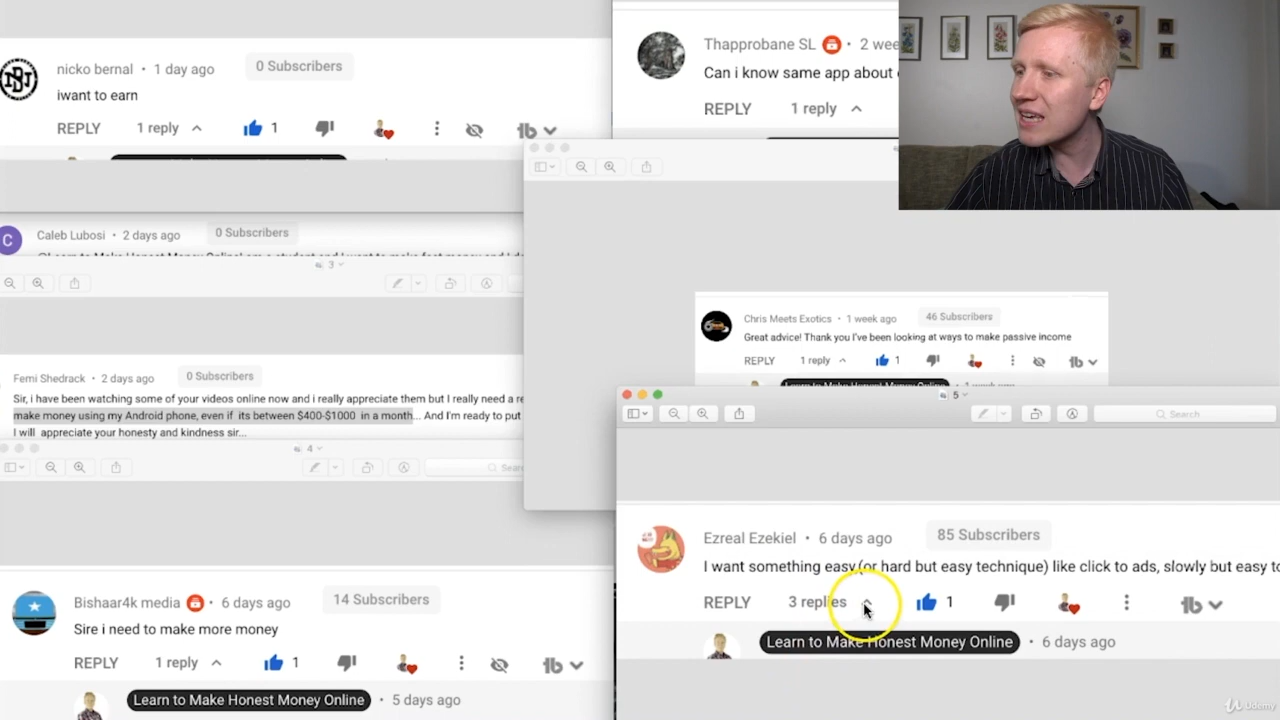 nicko bernal • 1 day ago
0 Subscribers
iwant to earn
REPLY
1 reply
1
Thapprobane SL
Can i know same app about
REPLY
1 reply
Caleb Lubosi • 2 days ago
0 Subscribers
3
Femi Shedrack • 2 days ago
0 Subscribers
Sir, i have been watching some of your videos online now and i really appreciate them but I really need a
make money using my Android phone, even if its between $400-$1000 in a month... And I'm ready to put
I will appreciate your honesty and kindness sir...
4
Bishaar4k media • 6 days ago
14 Subscribers
Sire i need to make more money
REPLY
1 reply
1
Learn to Make Honest Money Online • 5 days ago
Chris Meets Exotics • 1 week ago
46 Subscribers
Great advice! Thank you I've been looking at ways to make passive income
REPLY
1 reply
1
5
Search
Ezreal Ezekiel • 6 days ago
85 Subscribers
I want something easy(or hard but easy technique) like click to ads, slowly but easy to
REPLY
3 replies
1
Learn to Make Honest Money Online • 6 days ago
Udemy